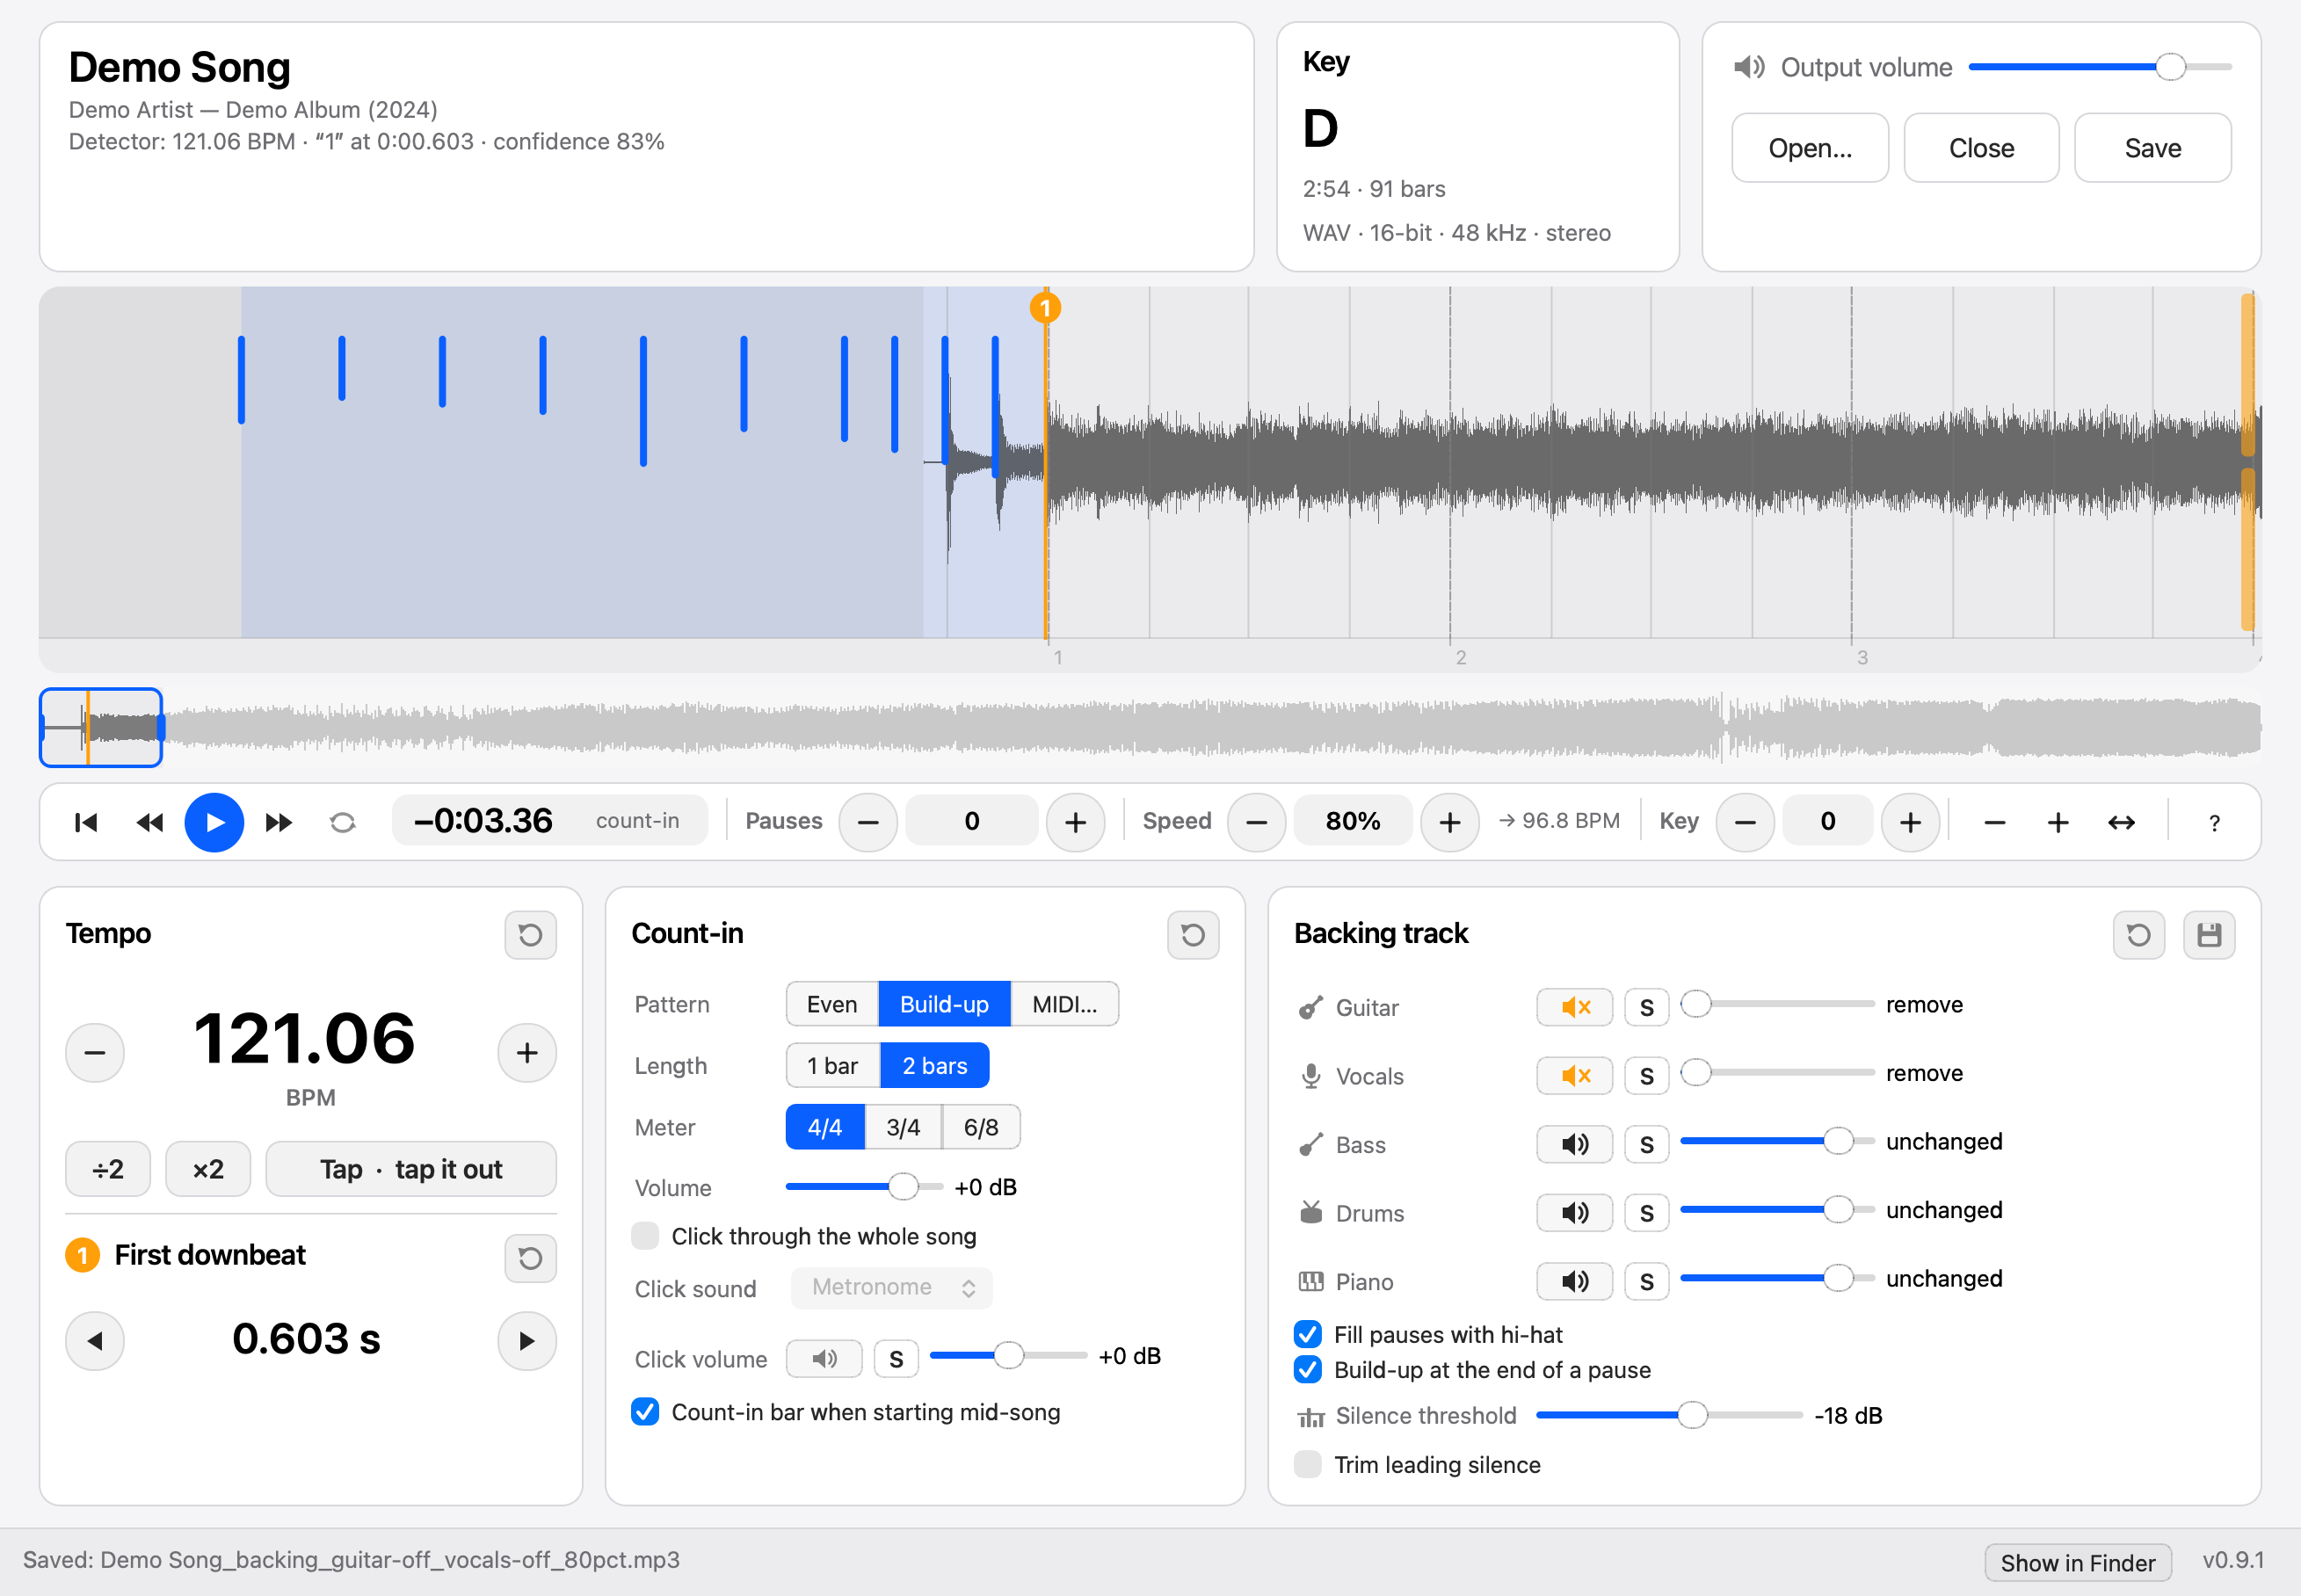 Demo Song
Demo Artist — Demo Album (2024)
Detector: 121.06 BPM · “1” at 0:00.603 · confidence 83%
Key
D
2:54 · 91 bars
WAV · 16-bit · 48 kHz · stereo
Output volume
Open...
Close
Save
1
1
2
3
−0:03.36 count-in
Pauses − 0 +
Speed − 80% + → 96.8 BPM
Key − 0 +
− + ↔ ?
Tempo
− 121.06 +
BPM
÷2
×2
Tap · tap it out
1 First downbeat
0.603 s
Count-in
Pattern Even Build-up MIDI...
Length 1 bar 2 bars
Meter 4/4 3/4 6/8
Volume +0 dB
Click through the whole song
Click sound Metronome
Click volume S +0 dB
Count-in bar when starting mid-song
Backing track
Guitar S remove
Vocals S remove
Bass S unchanged
Drums S unchanged
Piano S unchanged
Fill pauses with hi-hat
Build-up at the end of a pause
Silence threshold -18 dB
Trim leading silence
Saved: Demo Song_backing_guitar-off_vocals-off_80pct.mp3
Show in Finder
v0.9.1